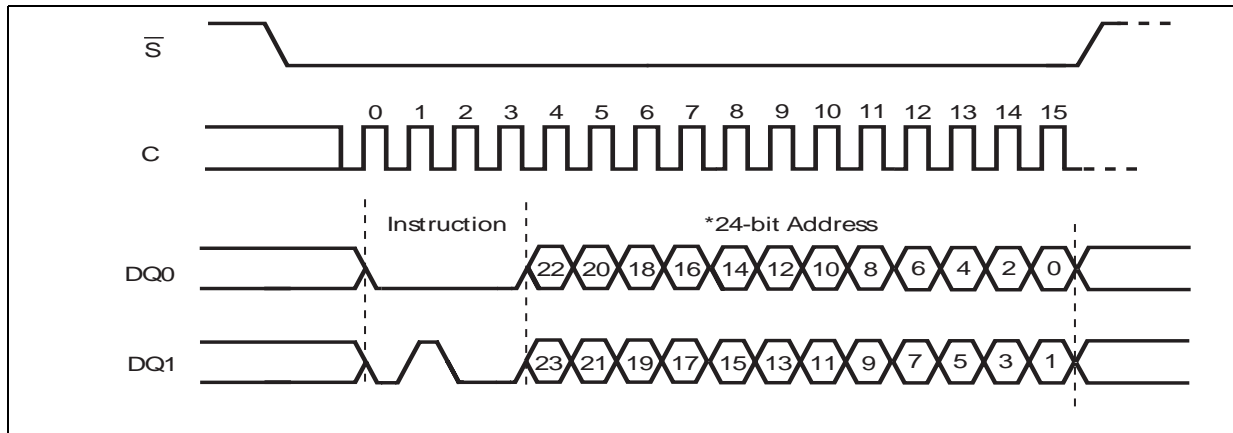 S
0 1 2 3 4 5 6 7 8 9 10 11 12 13 14 15
C
Instruction *24-bit Address
DQ0 22 20 18 16 14 12 10 8 6 4 2 0
DQ1 23 21 19 17 15 13 11 9 7 5 3 1